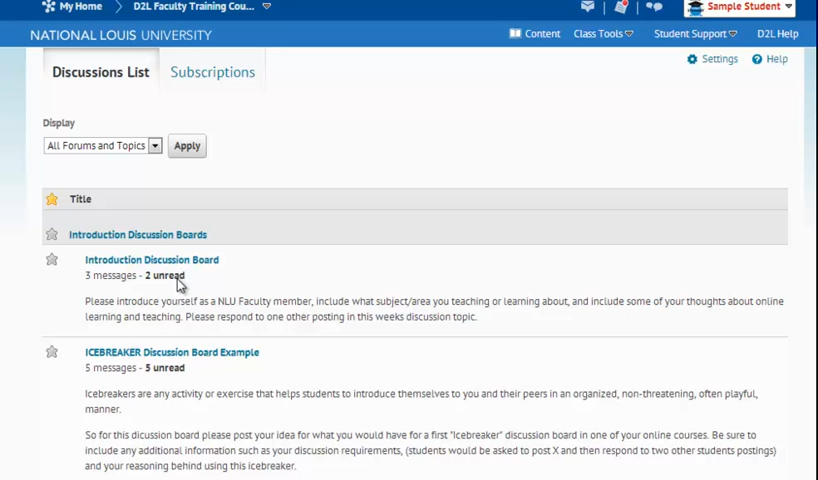 My Home
D2L Faculty Training Cou...
Sample Student
NATIONAL LOUIS UNIVERSITY
Content
Class Tools
Student Support
D2L Help
Discussions List
Subscriptions
Settings
Help
Display
All Forums and Topics
Apply
Title
Introduction Discussion Boards
Introduction Discussion Board
3 messages - 2 unread
Please introduce yourself as a NLU Faculty member, include what subject/area you teaching or learning about, and include some of your thoughts about online
learning and teaching. Please respond to one other posting in this weeks discussion topic.
ICEBREAKER Discussion Board Example
5 messages - 5 unread
Icebreakers are any activity or exercise that helps students to introduce themselves to you and their peers in an organized, non-threatening, often playful,
manner.
So for this dicussion board please post your idea for what you would have for a first "Icebreaker" discussion board in one of your online courses. Be sure to
include any additional information such as your discussion requirements, (students would be asked to post X and then respond to two other students postings)
and your reasoning behind using this icebreaker.